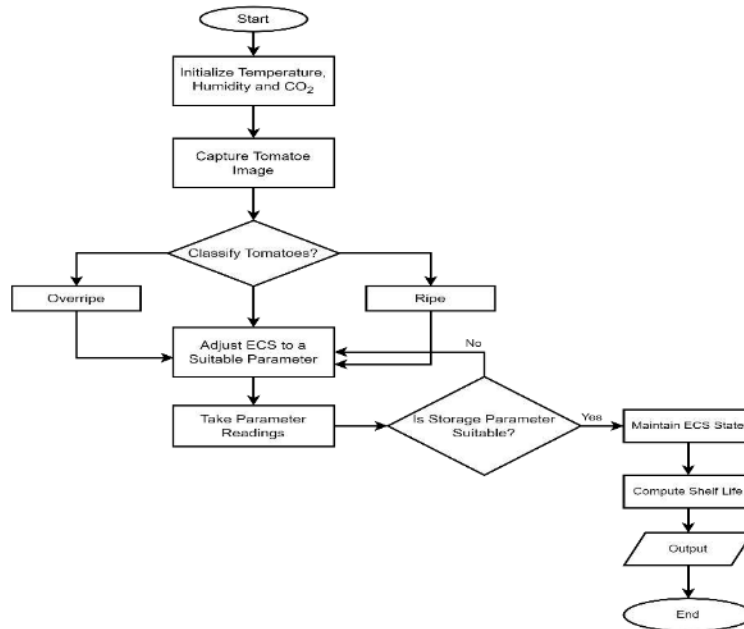 Start
Initialize Temperature,
Humidity and CO₂
Capture Tomatoe
Image
Classify Tomatoes?
Overripe
Ripe
Adjust ECS to a
Suitable Parameter
No
Take Parameter
Readings
Is Storage Parameter
Suitable?
Yes
Maintain ECS State
Compute Shelf Life
Output
End